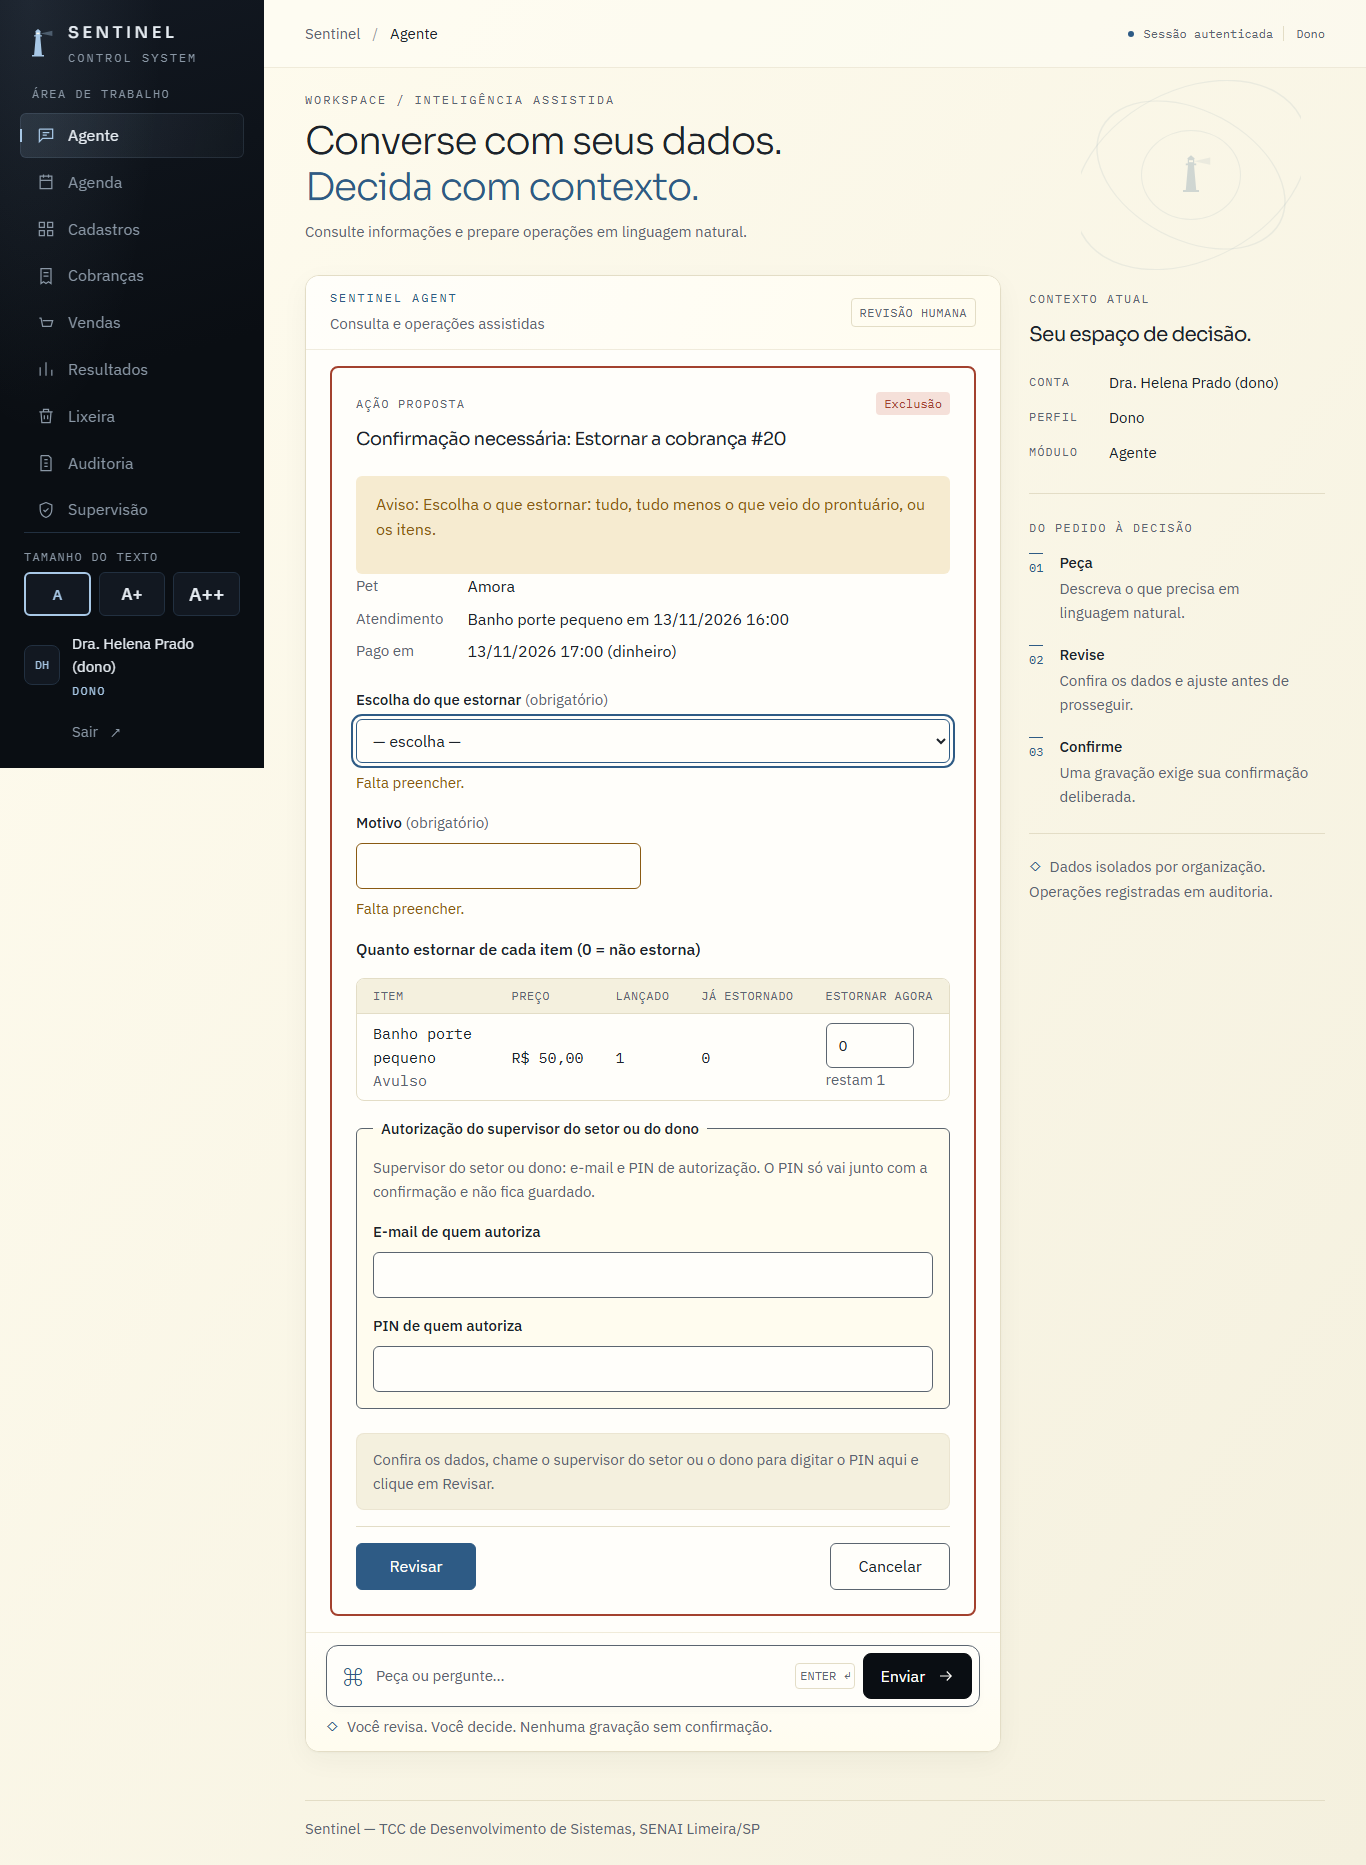 SENTINEL
CONTROL SYSTEM
ÁREA DE TRABALHO
Agente
Agenda
Cadastros
Cobranças
Vendas
Resultados
Lixeira
Auditoria
Supervisão
TAMANHO DO TEXTO
A A+ A++
DH
Dra. Helena Prado
(dono)
DONO
Sair ↗
Sentinel / Agente
Sessão autenticada Dono
WORKSPACE / INTELIGÊNCIA ASSISTIDA
Converse com seus dados.
Decida com contexto.
Consulte informações e prepare operações em linguagem natural.
SENTINEL AGENT
Consulta e operações assistidas
REVISÃO HUMANA
AÇÃO PROPOSTA
Exclusão
Confirmação necessária: Estornar a cobrança #20
Aviso: Escolha o que estornar: tudo, tudo menos o que veio do prontuário, ou
os itens.
Pet Amora
Atendimento Banho porte pequeno em 13/11/2026 16:00
Pago em 13/11/2026 17:00 (dinheiro)
Escolha do que estornar (obrigatório)
— escolha —
Falta preencher.
Motivo (obrigatório)
Falta preencher.
Quanto estornar de cada item (0 = não estorna)
ITEM PREÇO LANÇADO JÁ ESTORNADO ESTORNAR AGORA
Banho porte
pequeno
Avulso
R$ 50,00 1 0 0
restam 1
Autorização do supervisor do setor ou do dono
Supervisor do setor ou dono: e-mail e PIN de autorização. O PIN só vai junto com a
confirmação e não fica guardado.
E-mail de quem autoriza
PIN de quem autoriza
Confira os dados, chame o supervisor do setor ou o dono para digitar o PIN aqui e
clique em Revisar.
Revisar Cancelar
⌘ Peça ou pergunte... ENTER ↲ Enviar →
◇ Você revisa. Você decide. Nenhuma gravação sem confirmação.
CONTEXTO ATUAL
Seu espaço de decisão.
CONTA Dra. Helena Prado (dono)
PERFIL Dono
MÓDULO Agente
DO PEDIDO À DECISÃO
01 Peça
Descreva o que precisa em
linguagem natural.
02 Revise
Confira os dados e ajuste antes de
prosseguir.
03 Confirme
Uma gravação exige sua confirmação
deliberada.
◇ Dados isolados por organização.
Operações registradas em auditoria.
Sentinel — TCC de Desenvolvimento de Sistemas, SENAI Limeira/SP